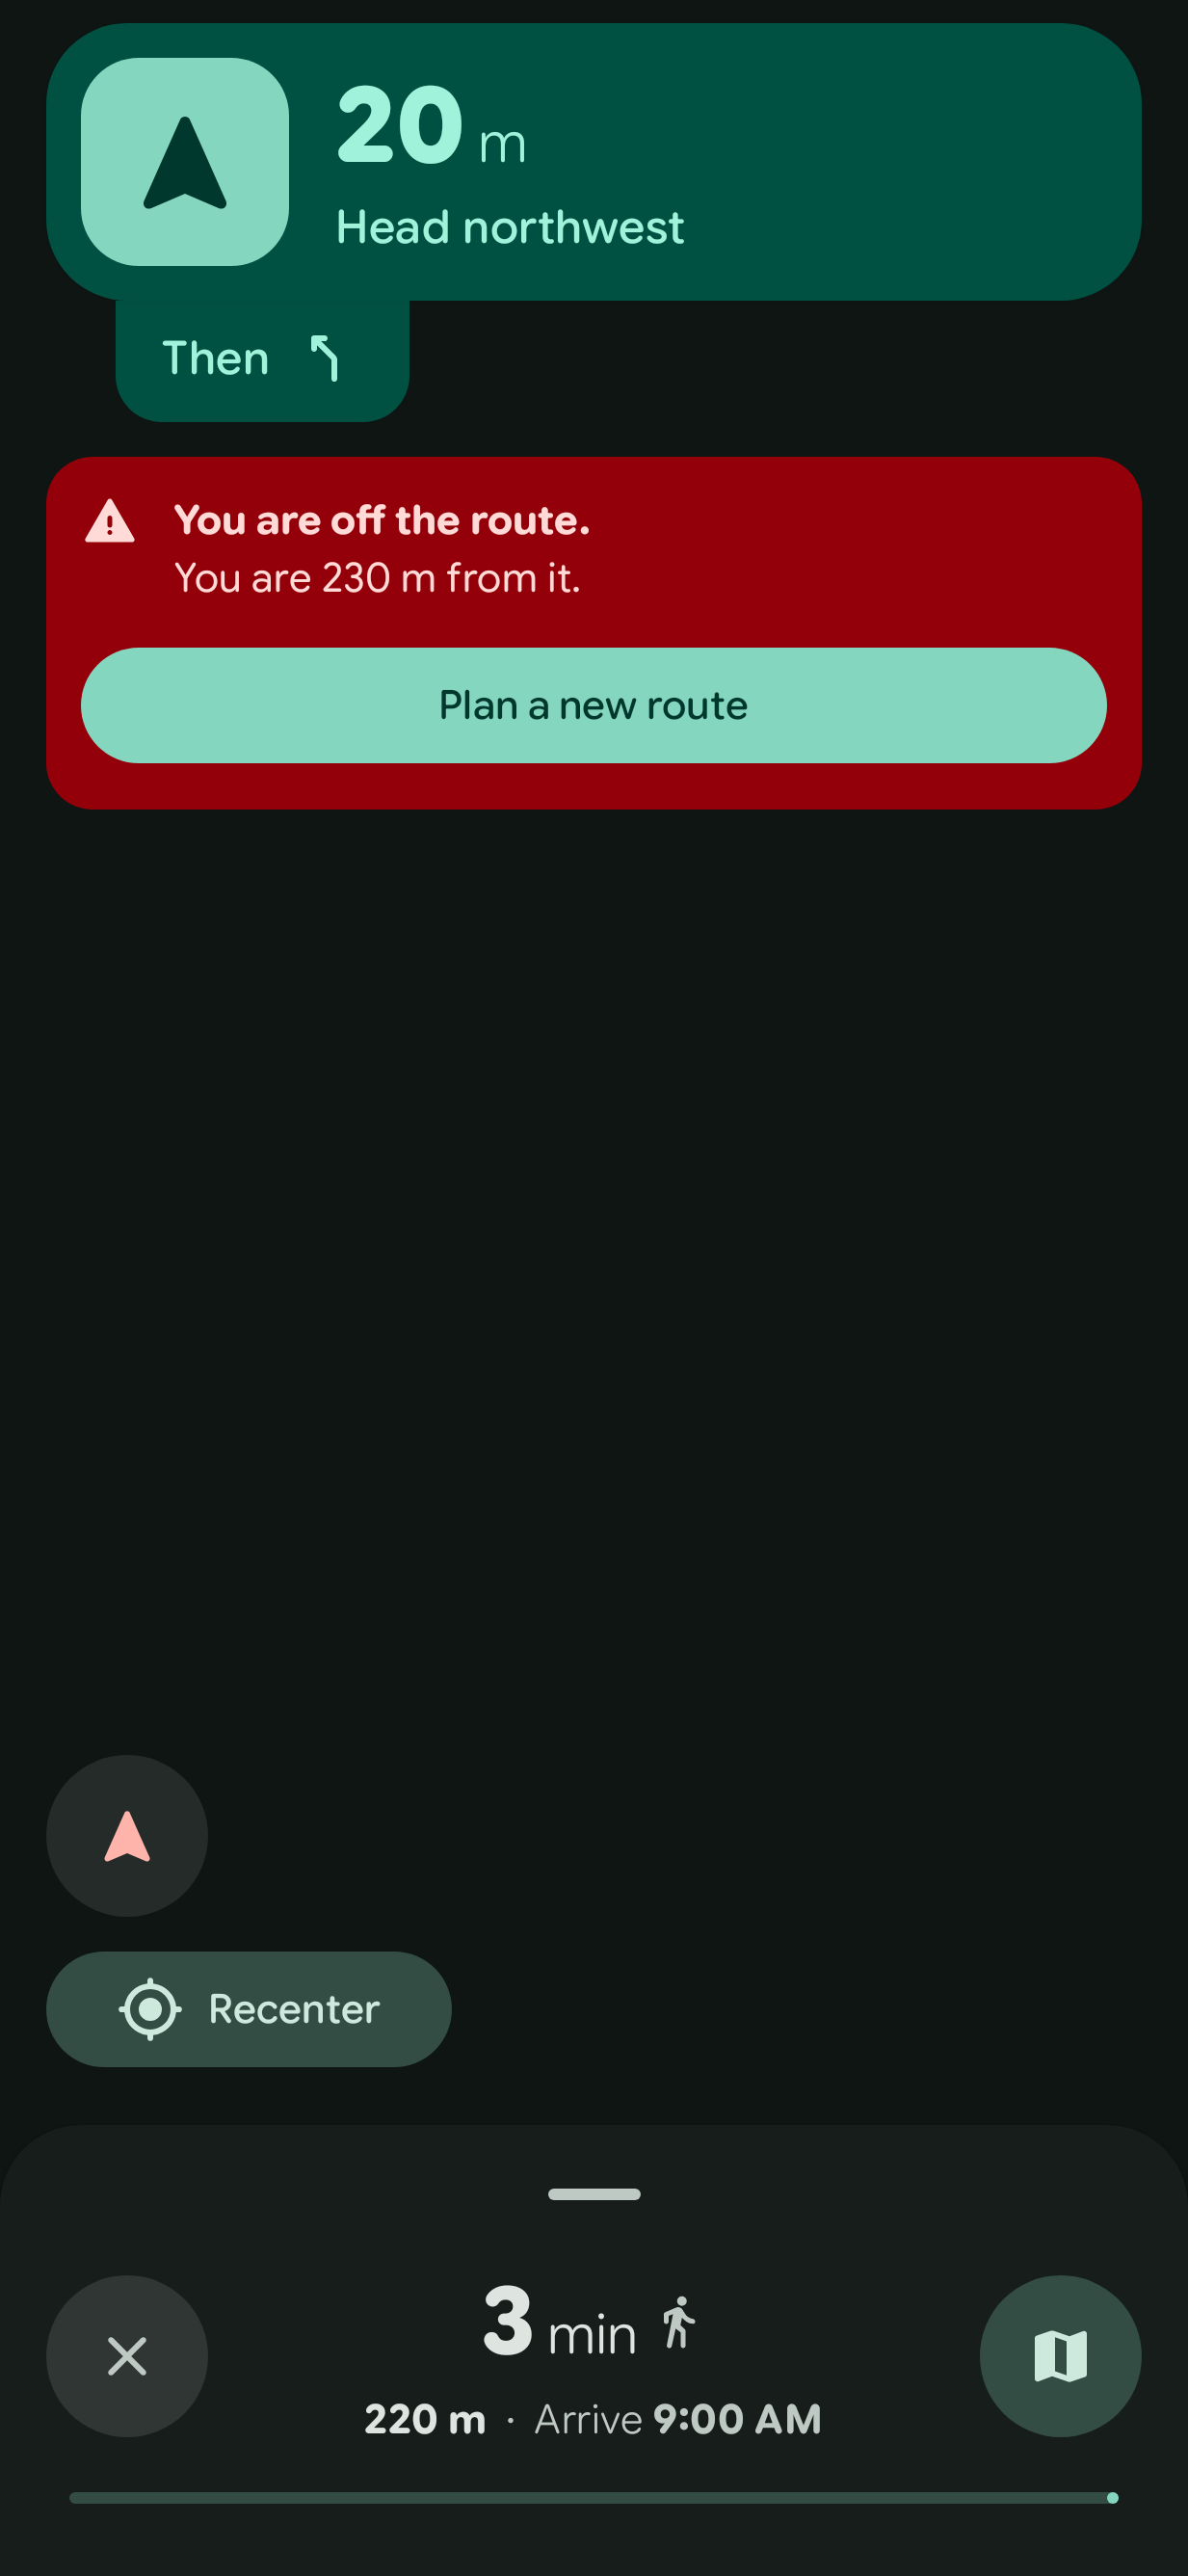 20 m
Head northwest
Then
You are off the route.
You are 230 m from it.
Plan a new route
Recenter
3 min
220 m · Arrive 9:00 AM